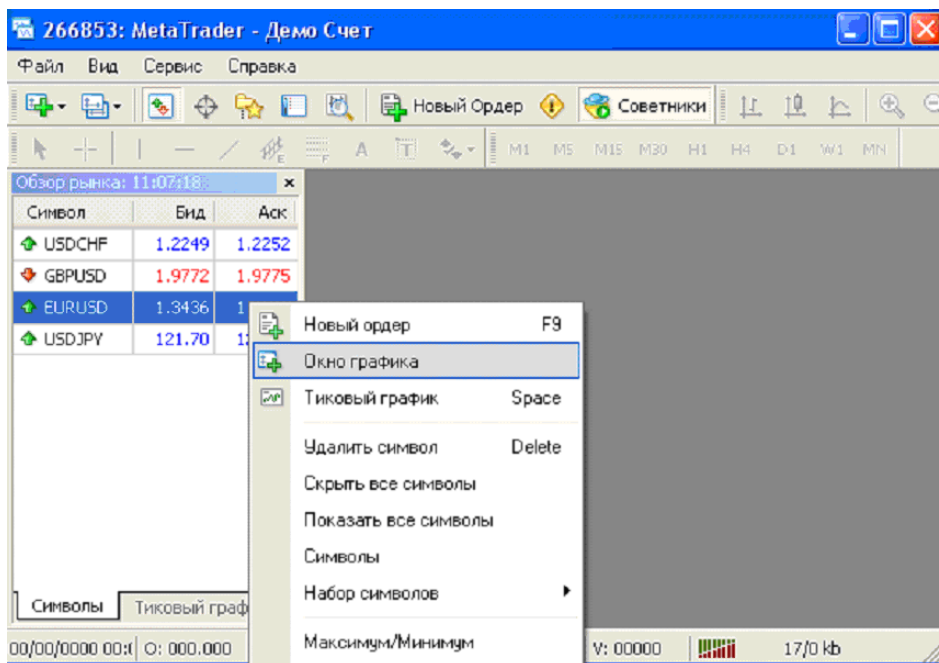 266853: MetaTrader - Демо Счет
Файл Вид Сервис Справка
Новый Ордер Советники
E F A T M1 M5 M15 M30 H1 H4 D1 W1 MN
Обзор рынка: 11:07:18
Символ Бид Аск
USDCHF 1.2249 1.2252
GBPUSD 1.9772 1.9775
EURUSD 1.3436 1
USDJPY 121.70 1
Новый ордер F9
Окно графика
Тиковый график Space
Удалить символ Delete
Скрыть все символы
Показать все символы
Символы
Набор символов
Максимум/Минимум
Символы Тиковый граф
00/00/0000 00:( O: 000.000 V: 00000 17/0 kb